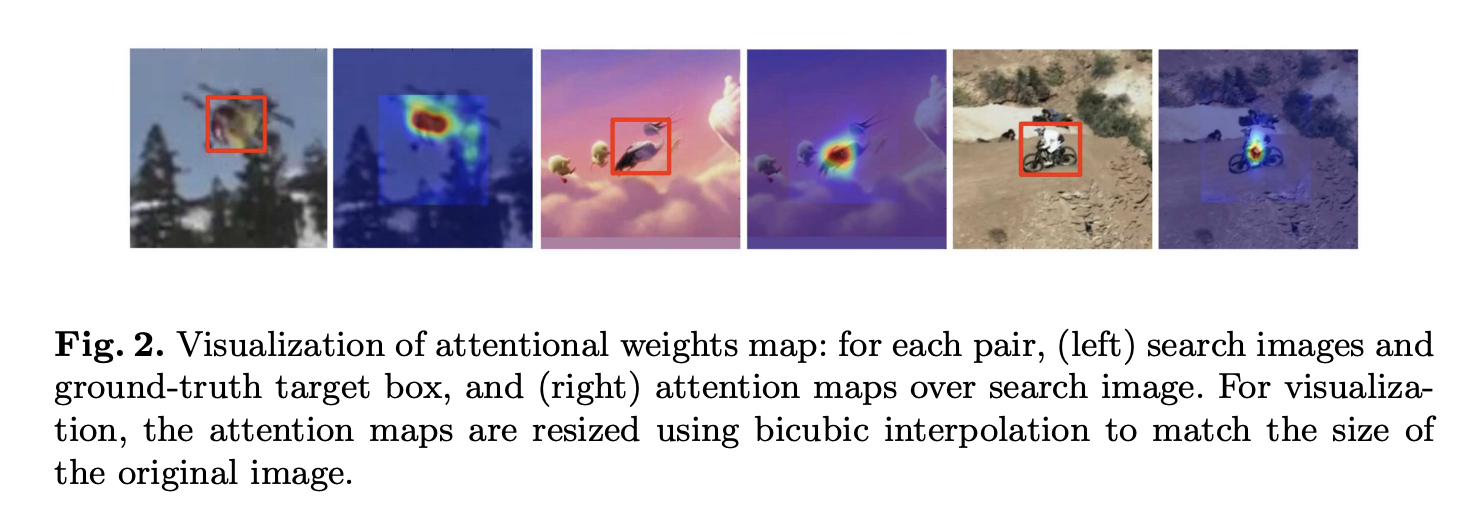 Fig. 2. Visualization of attentional weights map: for each pair, (left) search images and
ground-truth target box, and (right) attention maps over search image. For visualiza-
tion, the attention maps are resized using bicubic interpolation to match the size of
the original image.